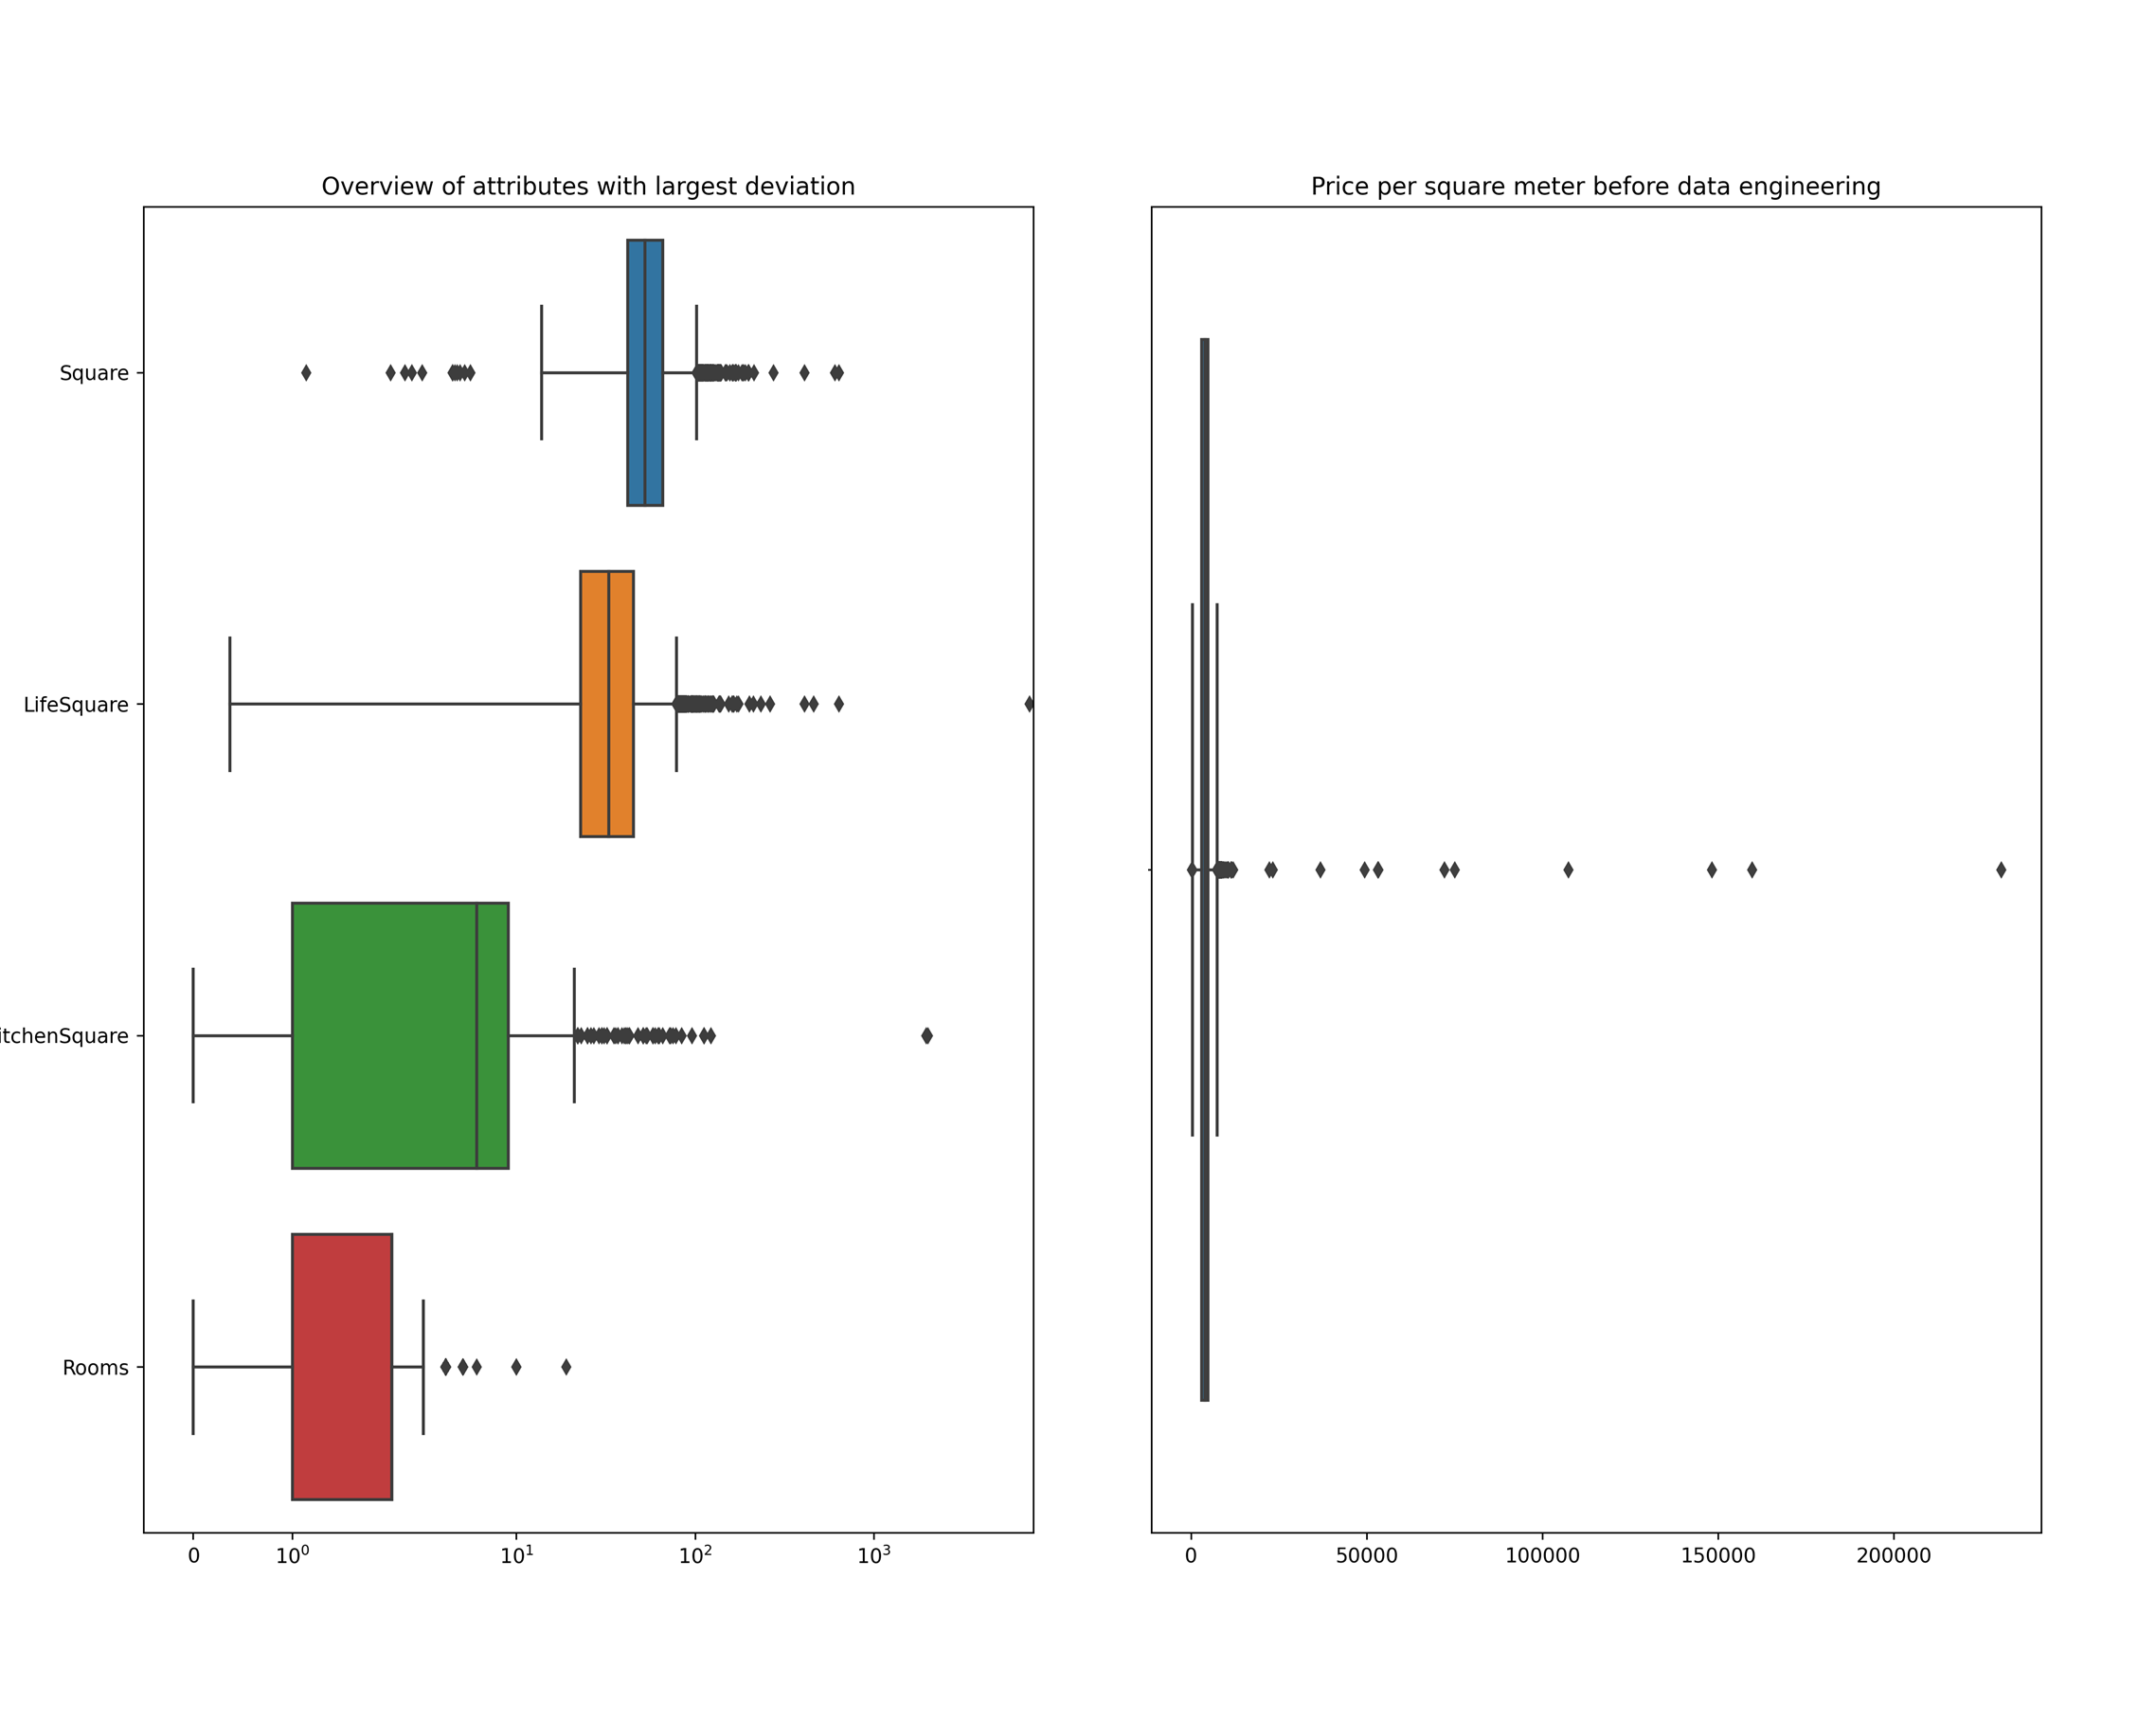 Overview of attributes with largest deviation
Square
LifeSquare
itchenSquare
Rooms
0 10⁰ 10¹ 10² 10³
Price per square meter before data engineering
0 50000 100000 150000 200000